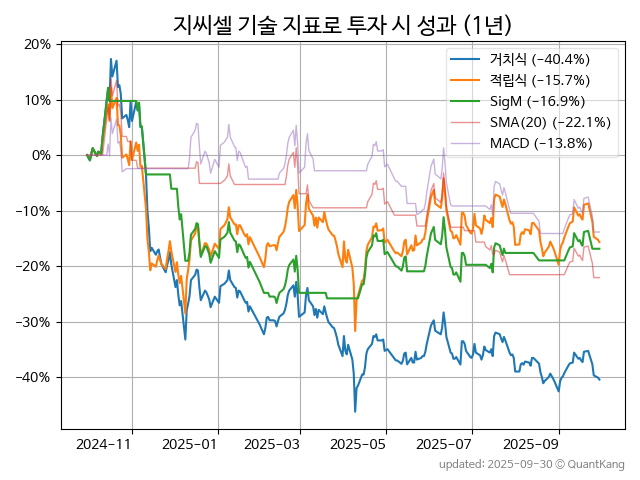 지씨셀 기술 지표로 투자 시 성과 (1년)
20%
10%
0%
−10%
−20%
−30%
−40%
거치식 (−40.4%)
적립식 (−15.7%)
SigM (−16.9%)
SMA(20) (−22.1%)
MACD (−13.8%)
2024−11
2025−01
2025−03
2025−05
2025−07
2025−09
updated: 2025-09-30 © QuantKang